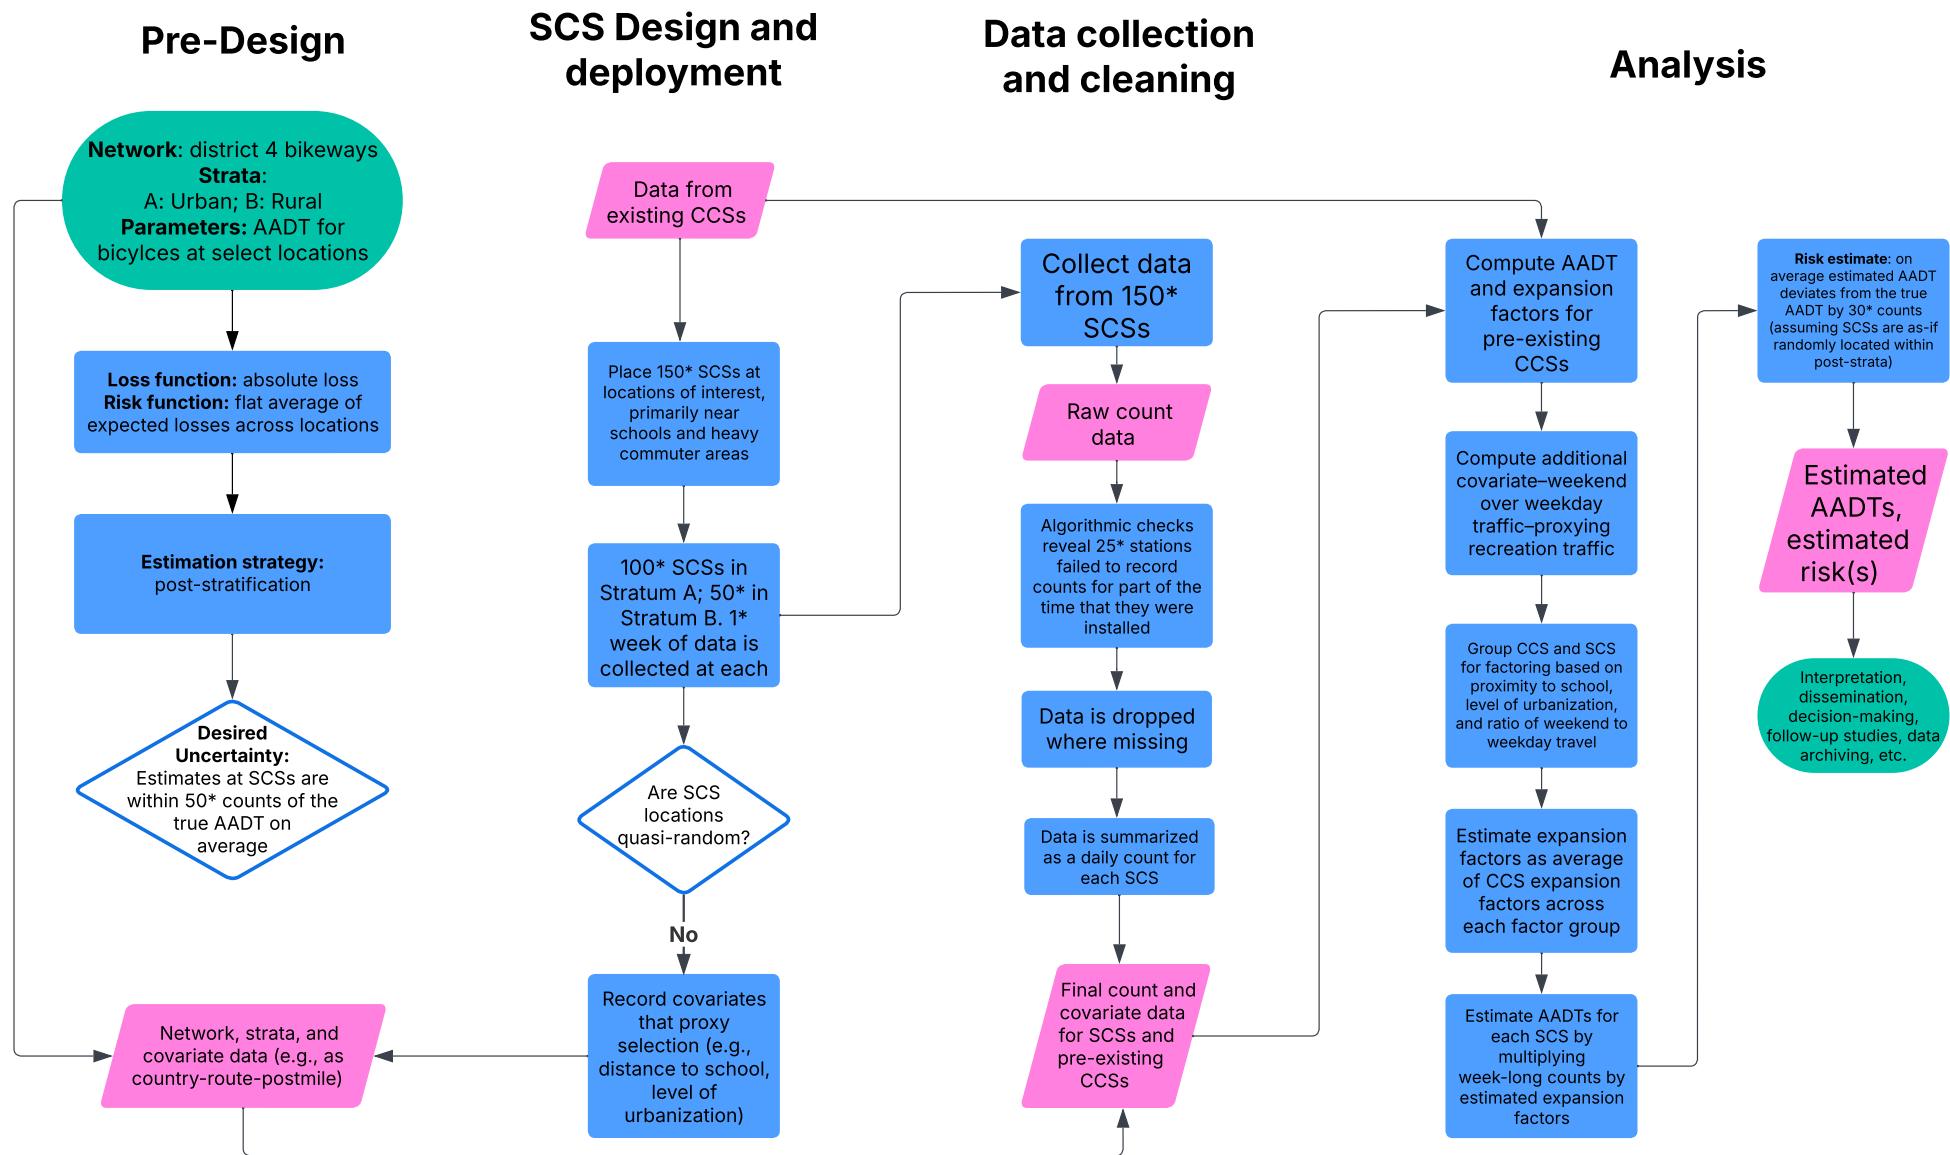 Pre-Design
Network: district 4 bikeways
Strata:
A: Urban; B: Rural
Parameters: AADT for
bicylces at select locations
Loss function: absolute loss
Risk function: flat average of
expected losses across locations
Estimation strategy:
post-stratification
Desired
Uncertainty:
Estimates at SCSs are
within 50* counts of the
true AADT on
average
Network, strata, and
covariate data (e.g., as
country-route-postmile)
SCS Design and
deployment
Data from
existing CCSs
Place 150* SCSs at
locations of interest,
primarily near
schools and heavy
commuter areas
100* SCSs in
Stratum A; 50* in
Stratum B. 1*
week of data is
collected at each
Are SCS
locations
quasi-random?
No
Record covariates
that proxy
selection (e.g.,
distance to school,
level of
urbanization)
Data collection
and cleaning
Collect data
from 150*
SCSs
Raw count
data
Algorithmic checks
reveal 25* stations
failed to record
counts for part of the
time that they were
installed
Data is dropped
where missing
Data is summarized
as a daily count for
each SCS
Final count and
covariate data
for SCSs and
pre-existing
CCSs
Analysis
Compute AADT
and expansion
factors for
pre-existing
CCSs
Compute additional
covariate–weekend
over weekday
traffic–proxying
recreation traffic
Group CCS and SCS
for factoring based on
proximity to school,
level of urbanization,
and ratio of weekend to
weekday travel
Estimate expansion
factors as average
of CCS expansion
factors across
each factor group
Estimate AADTs for
each SCS by
multiplying
week-long counts by
estimated expansion
factors
Risk estimate: on
average estimated AADT
deviates from the true
AADT by 30* counts
(assuming SCSs are as-if
randomly located within
post-strata)
Estimated
AADTs,
estimated
risk(s)
Interpretation,
dissemination,
decision-making,
follow-up studies, data
archiving, etc.